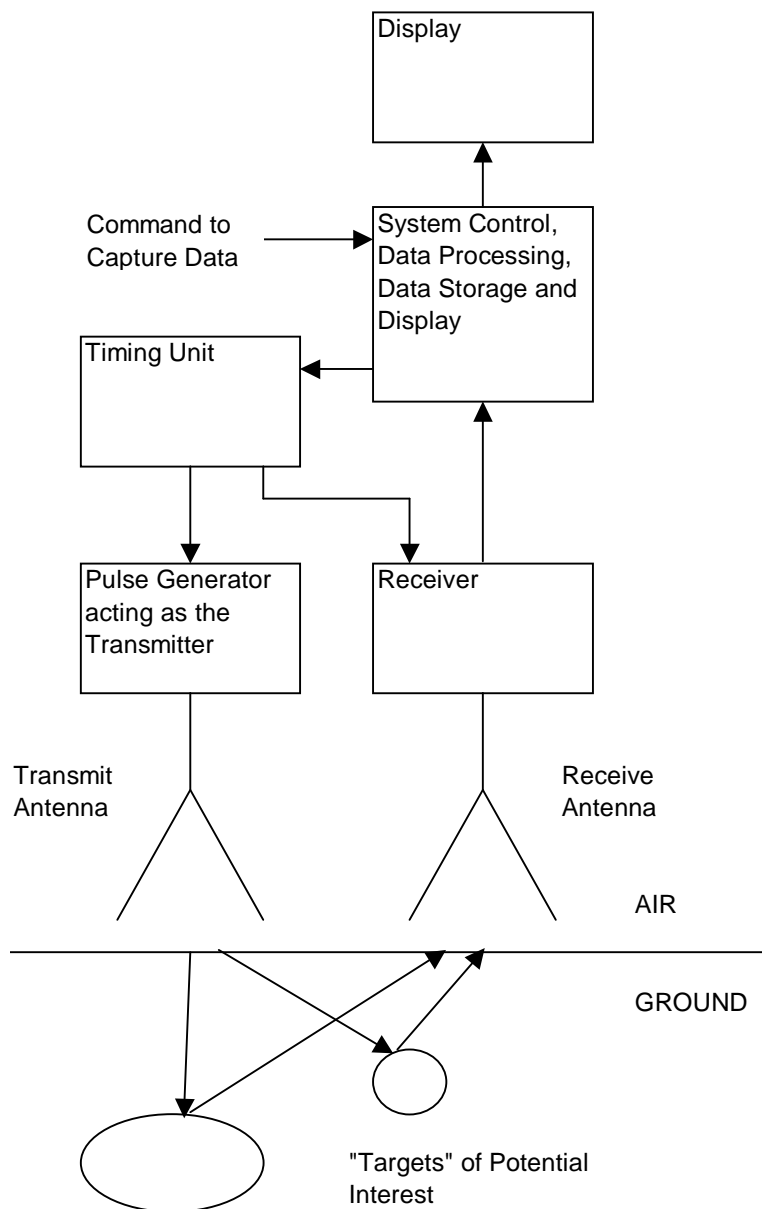 Display
Command to
Capture Data
System Control,
Data Processing,
Data Storage and
Display
Timing Unit
Pulse Generator
acting as the
Transmitter
Receiver
Transmit
Antenna
Receive
Antenna
AIR
GROUND
"Targets" of Potential
Interest